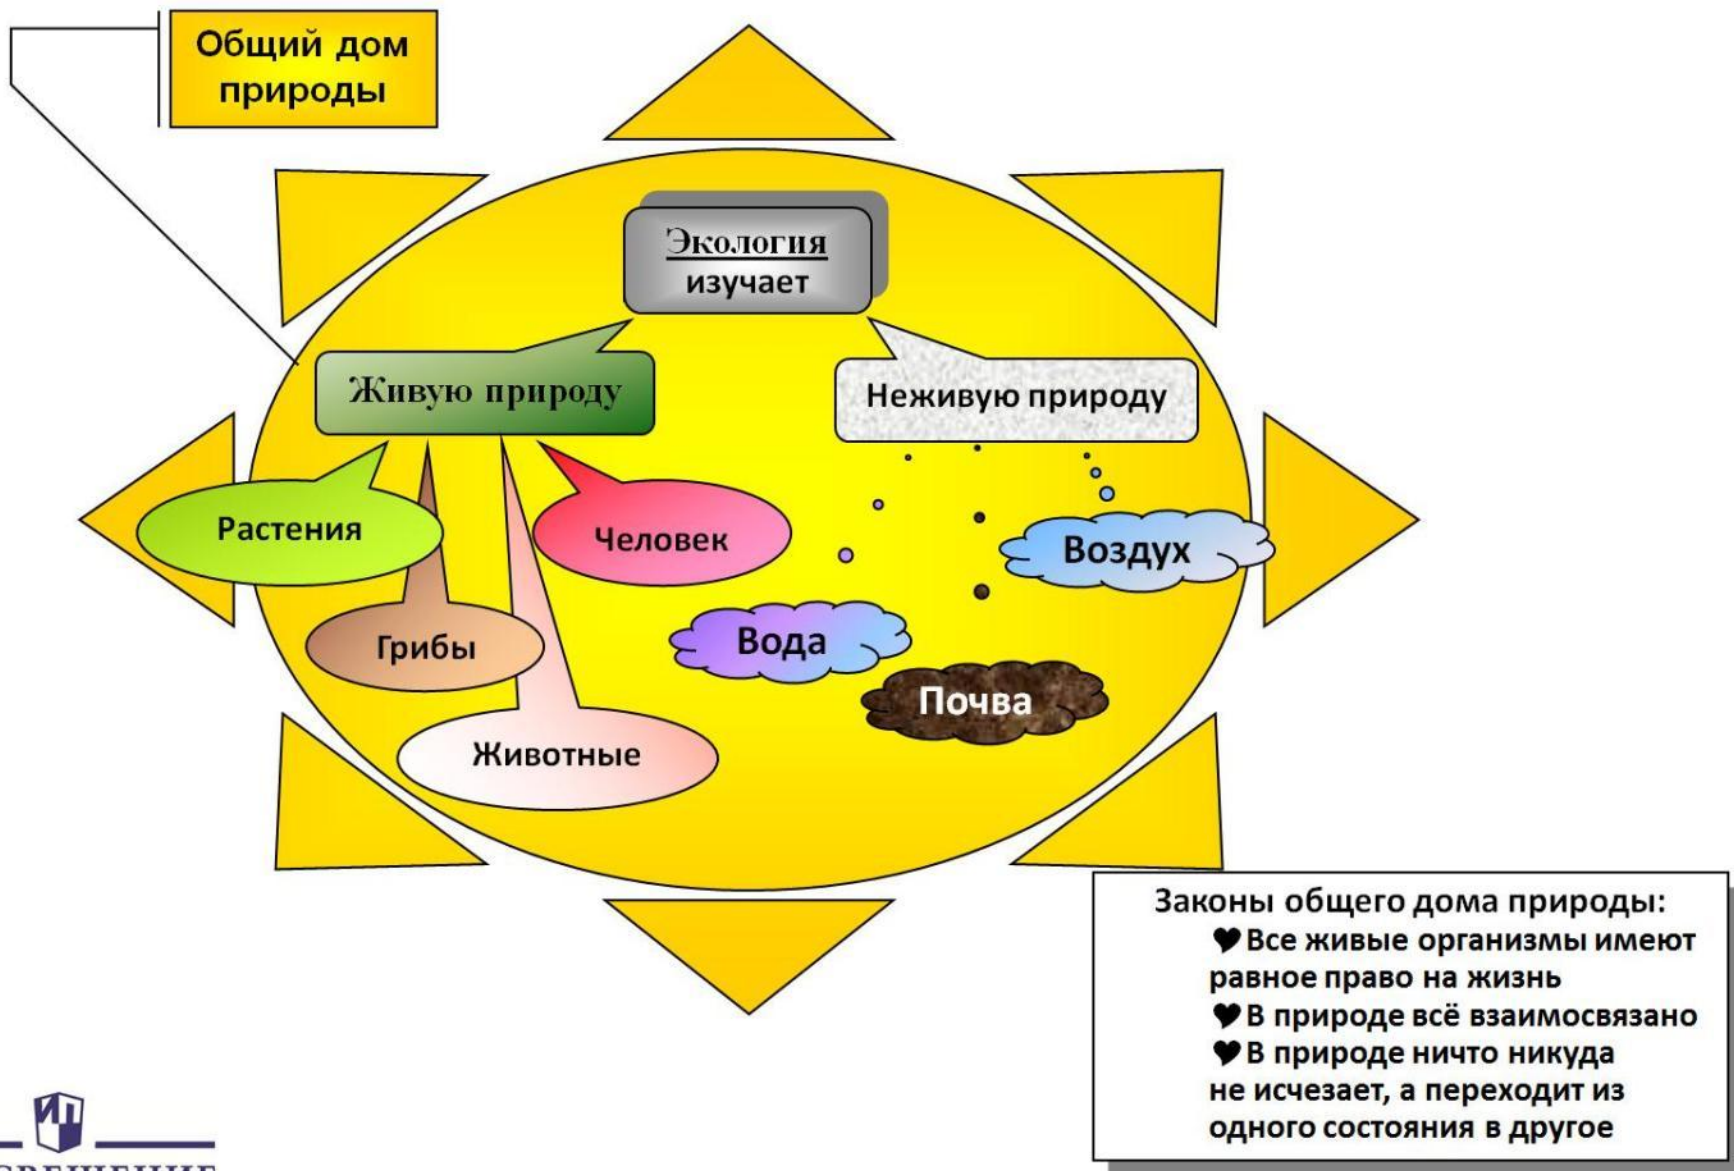 Общий дом
природы
Экология
изучает
Живую природу
Неживую природу
Растения
Человек
Воздух
Грибы
Вода
Почва
Животные
Законы общего дома природы:
Все живые организмы имеют
равное право на жизнь
В природе всё взаимосвязано
В природе ничто никуда
не исчезает, а переходит из
одного состояния в другое
ИП